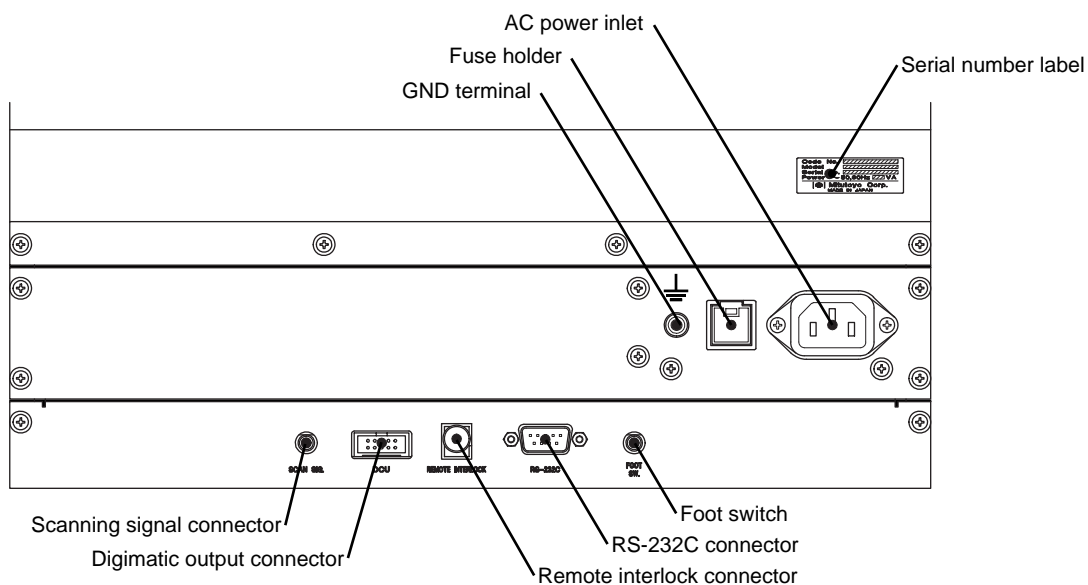 AC power inlet
Fuse holder
Serial number label
GND terminal
Code No.
Model
Serial
Power 50,60Hz VA
Mitutoyo Corp.
MADE IN JAPAN
SCAN SIG.
DCU
REMOTE INTERLOCK
RS-232C
FOOT
SW.
Scanning signal connector
Foot switch
Digimatic output connector
RS-232C connector
Remote interlock connector